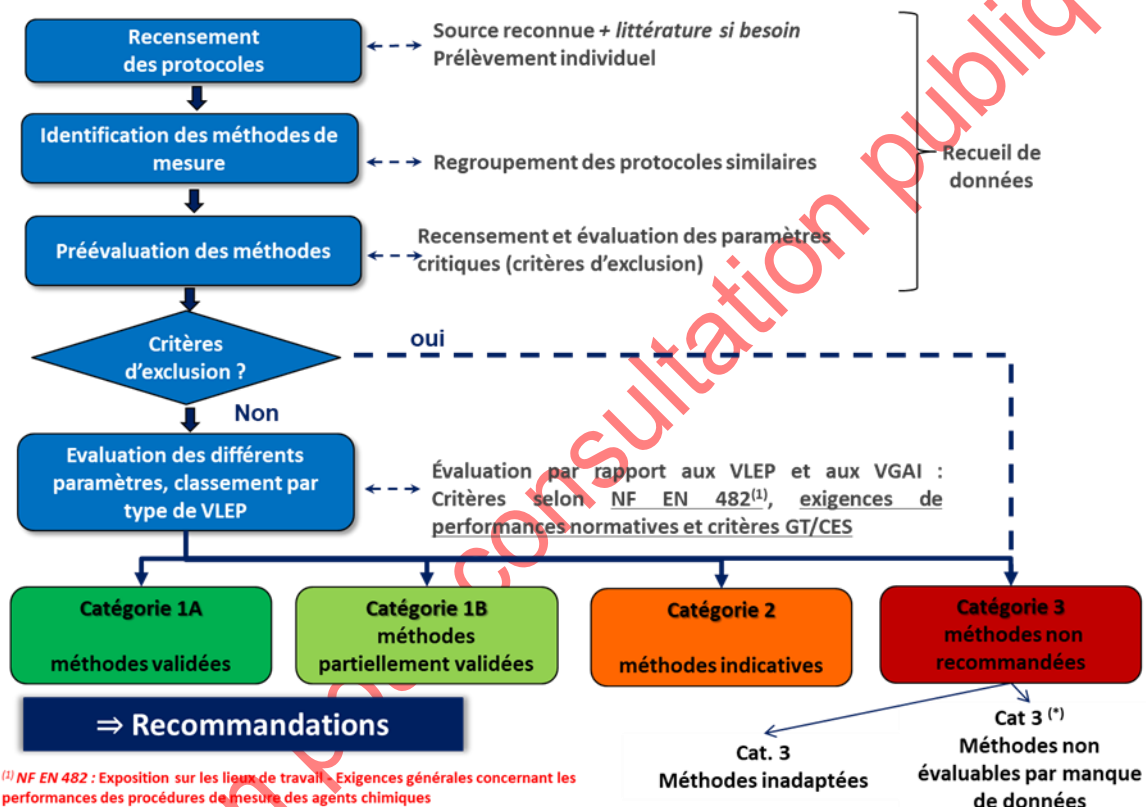 Recensement
des protocoles
Source reconnue + littérature si besoin
Prélèvement individuel
Identification des méthodes de
mesure
Regroupement des protocoles similaires
Recueil de
données
Préévaluation des méthodes
Recensement et évaluation des paramètres
critiques (critères d'exclusion)
Critères
d'exclusion ?
oui
Non
Evaluation des différents
paramètres, classement par
type de VLEP
Évaluation par rapport aux VLEP et aux VGAI :
Critères selon NF EN 482(1), exigences de
performances normatives et critères GT/CES
Catégorie 1A
méthodes validées
Catégorie 1B
méthodes
partiellement validées
Catégorie 2
méthodes indicatives
Catégorie 3
méthodes non
recommandées
⇒ Recommandations
Cat. 3
Méthodes inadaptées
Cat 3 (*)
Méthodes non
évaluables par manque
de données
(1) NF EN 482 : Exposition sur les lieux de travail - Exigences générales concernant les
performances des procédures de mesure des agents chimiques
consultation publiq